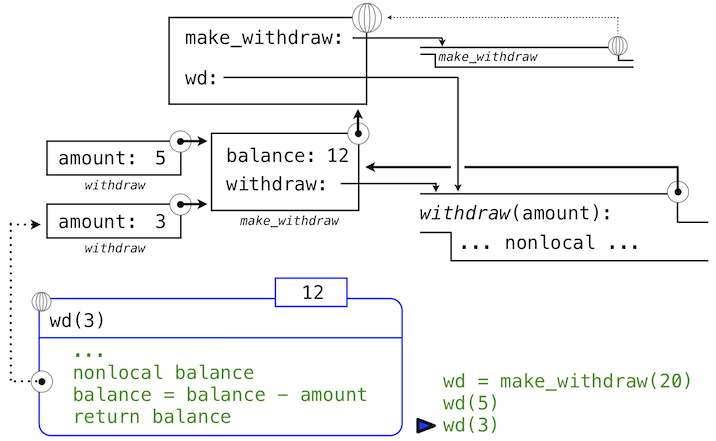 make_withdraw:
make_withdraw
wd:
amount: 5
withdraw
balance: 12
withdraw:
make_withdraw
amount: 3
withdraw
withdraw(amount):
... nonlocal ...
12
wd(3)
...
nonlocal balance
balance = balance – amount
return balance
wd = make_withdraw(20)
wd(5)
wd(3)